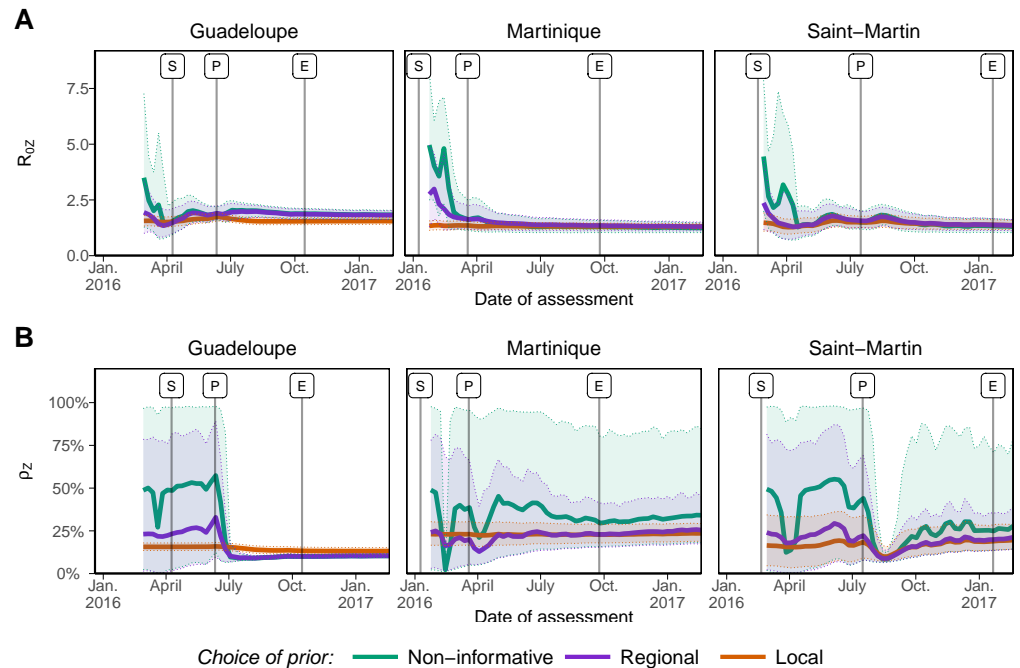 A
Guadeloupe Martinique Saint−Martin
S P E S P E S P E
7.5
5.0
2.5
0.0
R0Z
Jan. April July Oct. Jan. Jan. April July Oct. Jan. Jan. April July Oct. Jan.
2016 2017 2016 2017 2016 2017
Date of assessment
B
Guadeloupe Martinique Saint−Martin
S P E S P E S P E
100%
75%
50%
25%
0%
ρZ
Jan. April July Oct. Jan. Jan. April July Oct. Jan. Jan. April July Oct. Jan.
2016 2017 2016 2017 2016 2017
Date of assessment
Choice of prior: Non−informative Regional Local